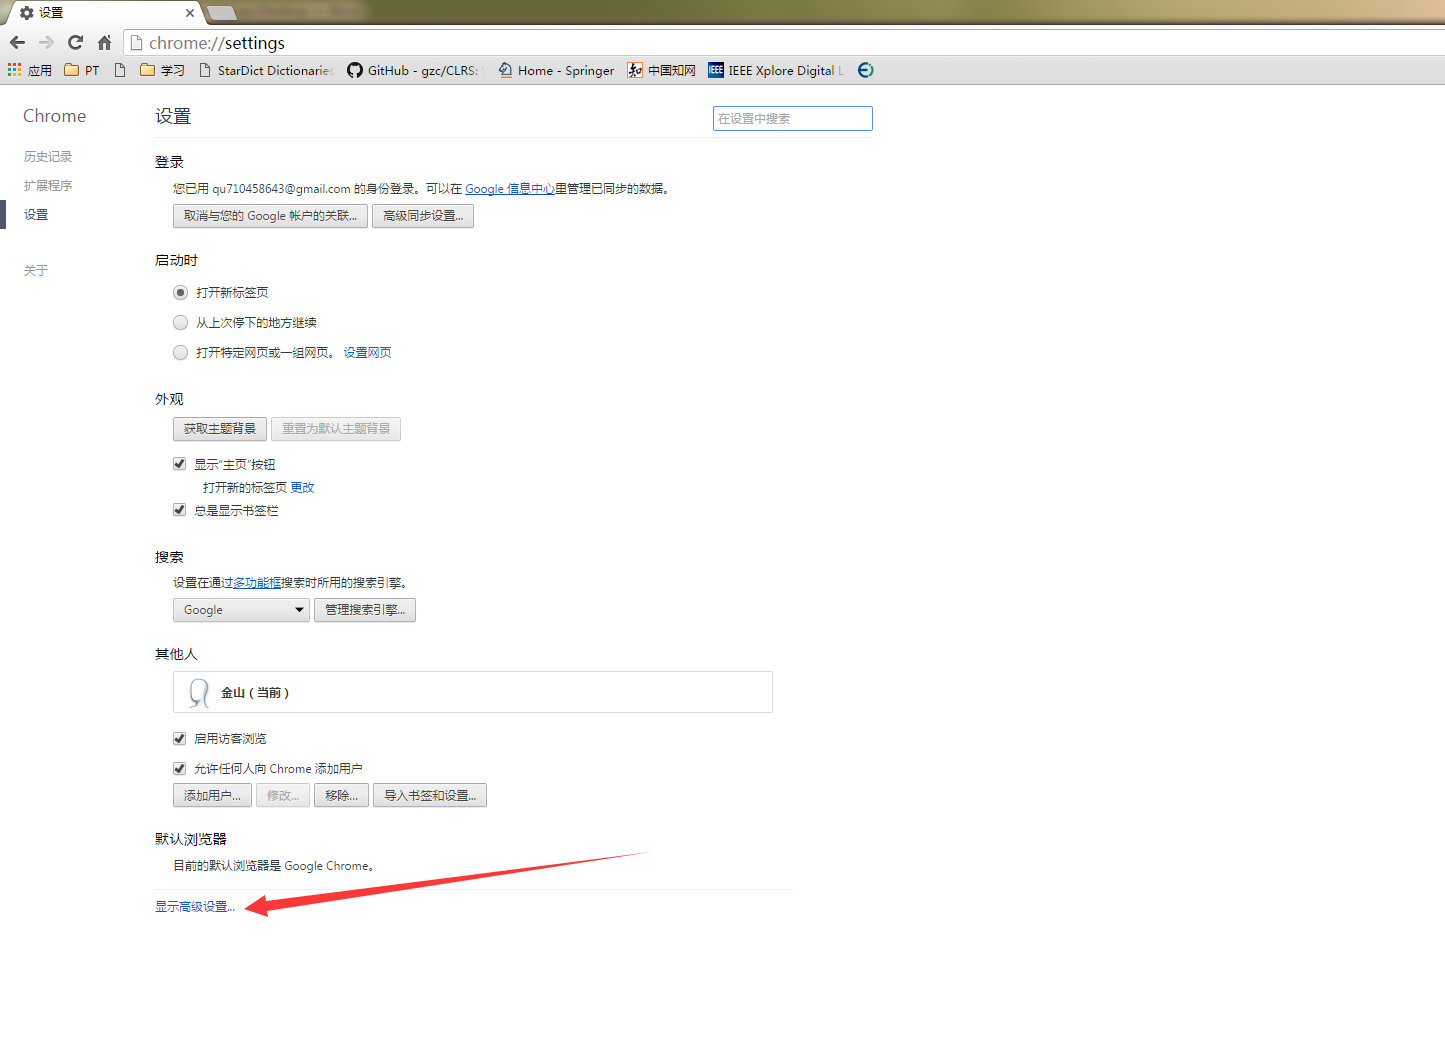 设置
chrome://settings
应用 PT 学习 StarDict Dictionaries GitHub - gzc/CLRS: Home - Springer 中国知网 IEEE Xplore Digital L
Chrome
设置
在设置中搜索
历史记录
扩展程序
设置
关于
登录
您已用 qu710458643@gmail.com 的身份登录。可以在 Google 信息中心里管理已同步的数据。
取消与您的 Google 帐户的关联... 高级同步设置...
启动时
打开新标签页
从上次停下的地方继续
打开特定网页或一组网页。 设置网页
外观
获取主题背景 重置为默认主题背景
显示“主页”按钮
打开新的标签页 更改
总是显示书签栏
搜索
设置在通过多功能框搜索时所用的搜索引擎。
Google 管理搜索引擎...
其他人
金山（当前）
启用访客浏览
允许任何人向 Chrome 添加用户
添加用户... 修改... 移除... 导入书签和设置...
默认浏览器
目前的默认浏览器是 Google Chrome。
显示高级设置...